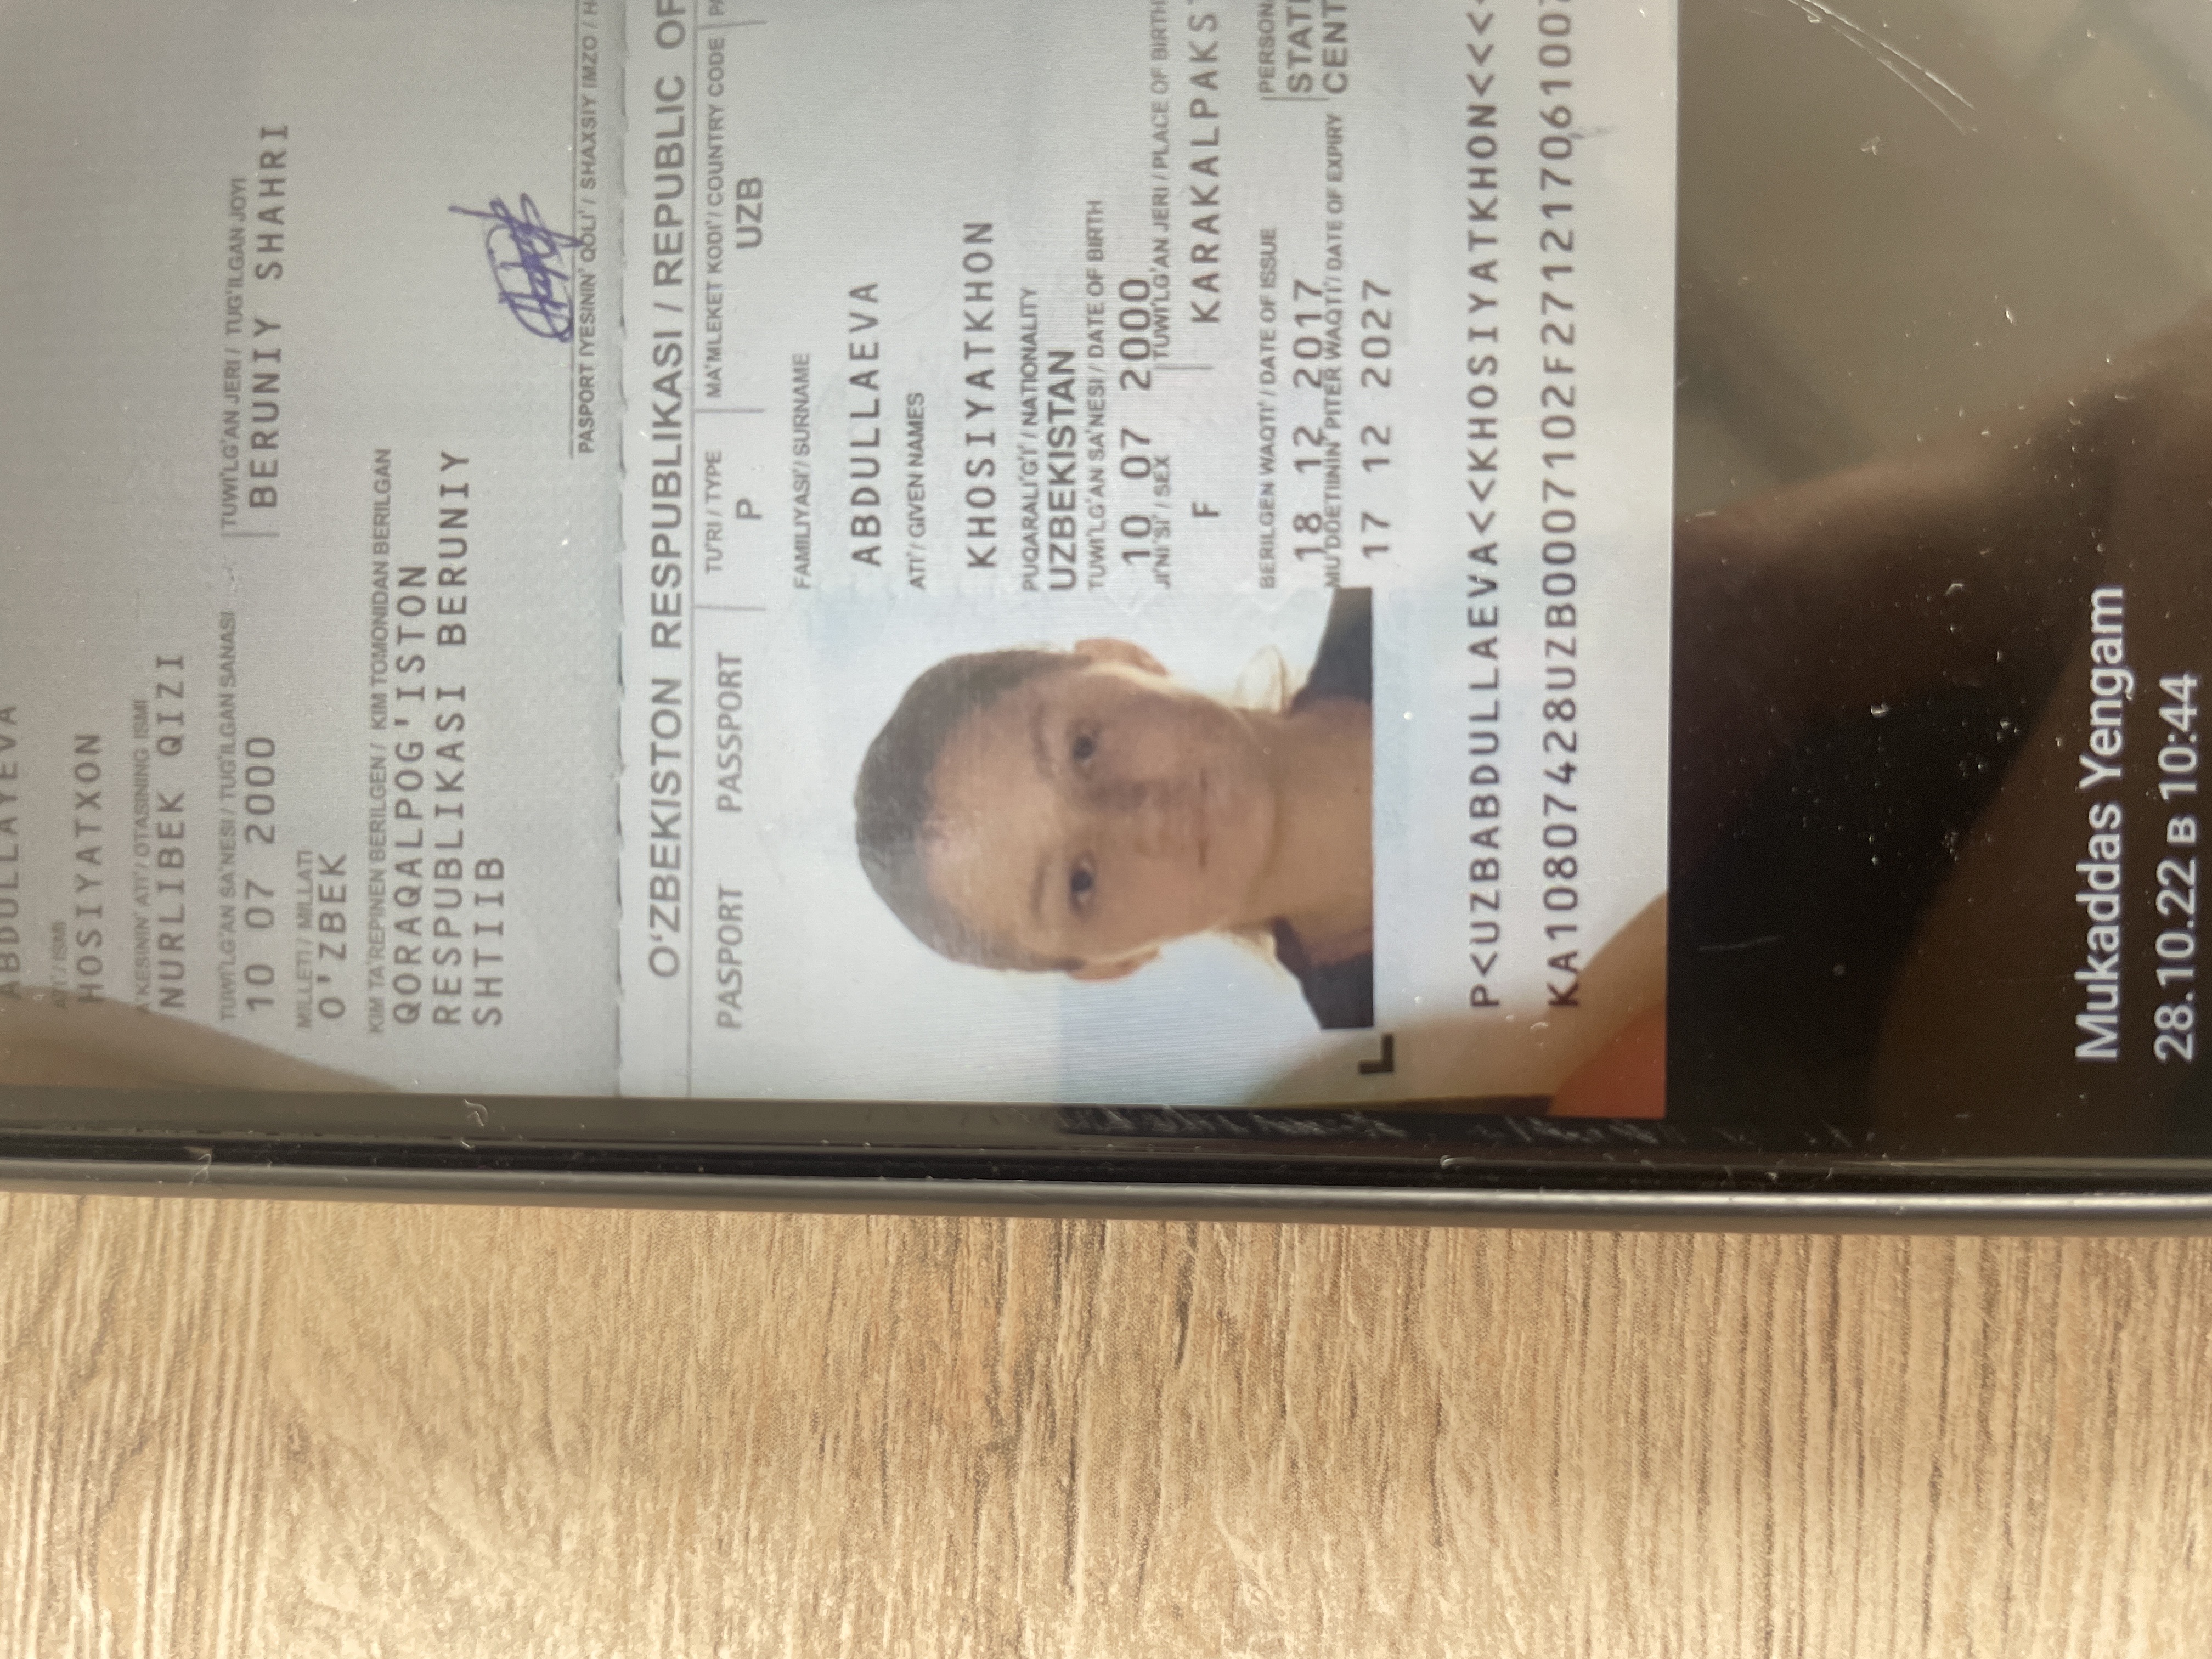 ABDULLAYEVA
ATI'/ ISMI
HOSIYATXON
A'KESININ' ATI'/ OTASINING ISMI
NURLIBEK QIZI
TUWI'LG'AN SA'NESI / TUG'ILGAN SANASI TUWI'LG'AN JERI / TUG'ILGAN JOYI
10 07 2000 BERUNIY SHAHRI
MILLETI / MILLATI
O'ZBEK
KIM TA'REPINEN BERILGEN / KIM TOMONIDAN BERILGAN
QORAQALPOG'ISTON
RESPUBLIKASI BERUNIY
SHTIIB
PASPORT IYESININ' QOLI' / SHAXSIY IMZO / H
O'ZBEKISTON RESPUBLIKASI / REPUBLIC OF
PASPORT PASSPORT TU'RI / TYPE MA'MLEKET KODI'/ COUNTRY CODE PA
P UZB
FAMILIYASI'/ SURNAME
ABDULLAEVA
ATI'/ GIVEN NAMES
KHOSIYATKHON
PUQARALI'G'I' / NATIONALITY
UZBEKISTAN
TUWI'LG'AN SA'NESI / DATE OF BIRTH
10 07 2000
JI'NI'SI' / SEX TUWI'LG'AN JERI / PLACE OF BIRTH
F KARAKALPAKST
BERILGEN WAQTI' / DATE OF ISSUE PERSONA
18 12 2017 STATE
MU'DDETININ' PITER WAQTI'/ DATE OF EXPIRY CENT
17 12 2027
P<UZBABDULLAEVA<<KHOSIYATKHON<<<<
KA10807428UZB0007102F271217061007
Mukaddas Yengam
28.10.22 в 10:44